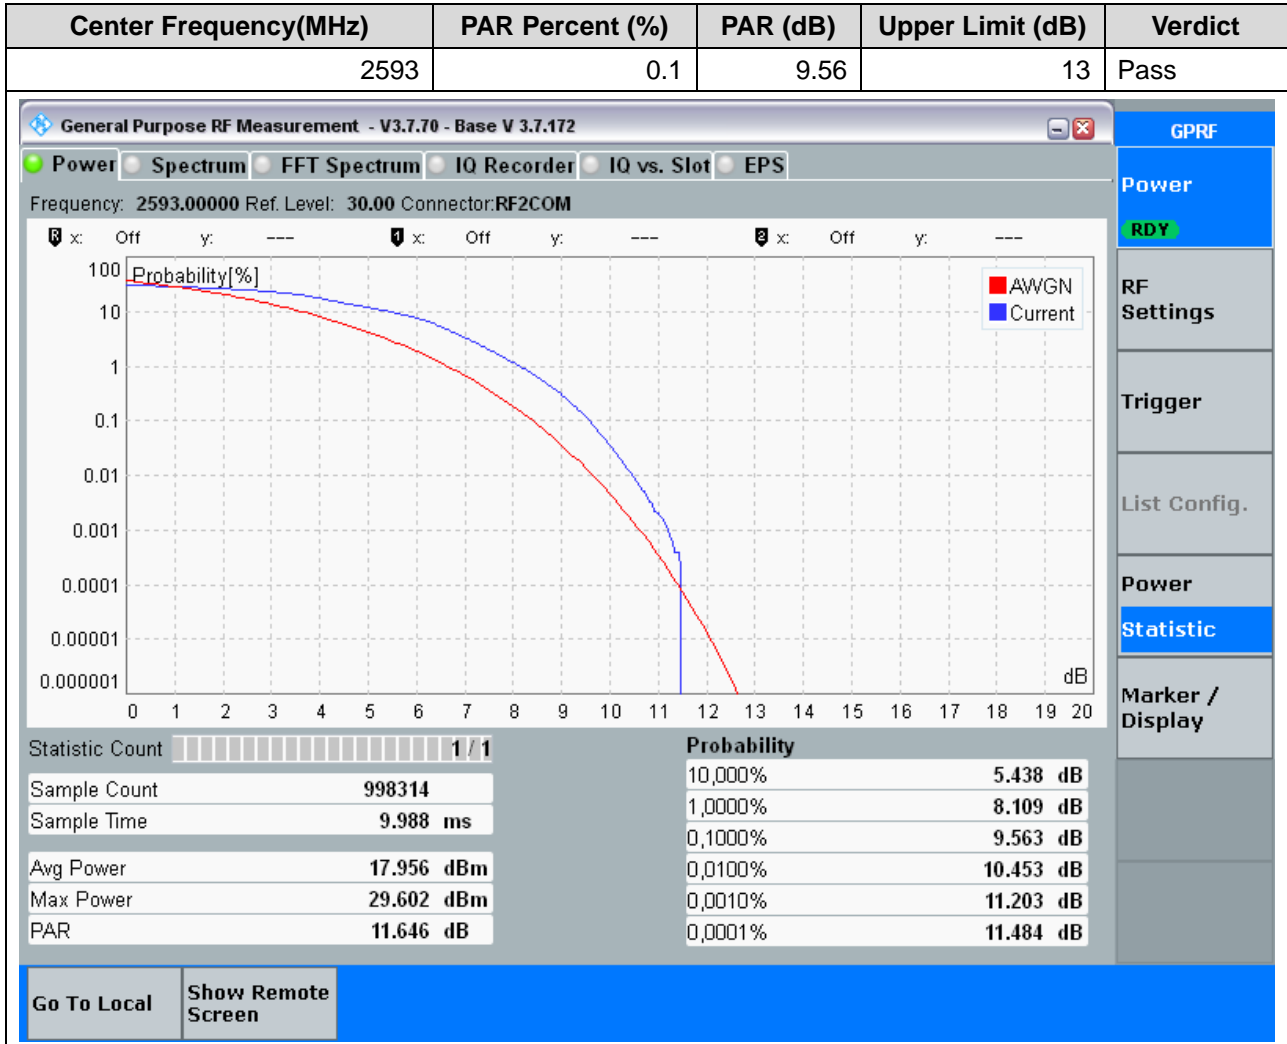 Center Frequency(MHz) PAR Percent (%) PAR (dB) Upper Limit (dB) Verdict
2593 0.1 9.56 13 Pass
General Purpose RF Measurement - V3.7.70 - Base V 3.7.172
GPRF
Power Spectrum FFT Spectrum IQ Recorder IQ vs. Slot EPS
Frequency: 2593.00000 Ref. Level: 30.00 Connector:RF2COM
R x: Off y: --- 1 x: Off y: --- 2 x: Off y: ---
Probability[%]
100
10
1
0.1
0.01
0.001
0.0001
0.00001
0.000001
AWGN
Current
dB
0 1 2 3 4 5 6 7 8 9 10 11 12 13 14 15 16 17 18 19 20
Statistic Count 1 / 1
Sample Count 998314
Sample Time 9.988 ms
Avg Power 17.956 dBm
Max Power 29.602 dBm
PAR 11.646 dB
Probability
10,000% 5.438 dB
1,0000% 8.109 dB
0,1000% 9.563 dB
0,0100% 10.453 dB
0,0010% 11.203 dB
0,0001% 11.484 dB
Power
RDY
RF
Settings
Trigger
List Config.
Power
Statistic
Marker /
Display
Go To Local
Show Remote
Screen